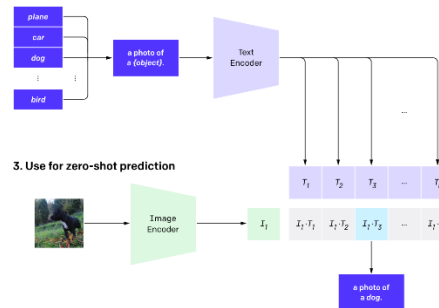 plane
car
dog
⋮
⋮
bird
a photo of
a {object}.
Text
Encoder
...
3. Use for zero-shot prediction
T₁
T₂
T₃
...
Image
Encoder
I₁
I₁·T₁
I₁·T₂
I₁·T₃
...
a photo of
a dog.